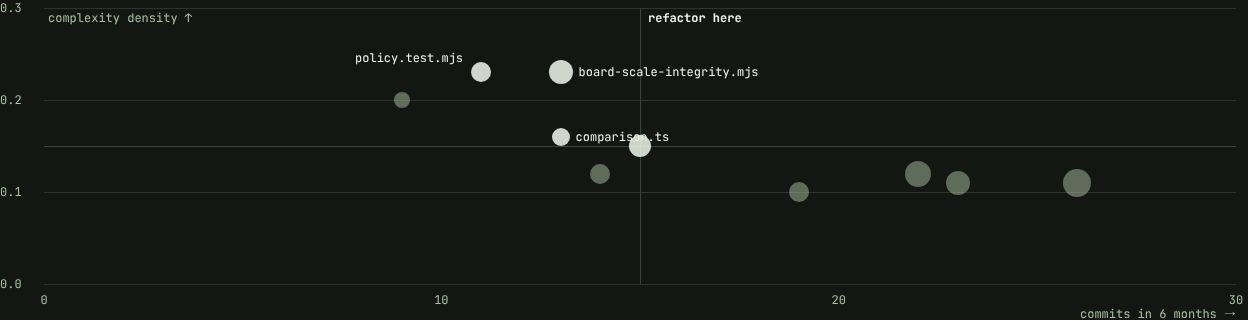 0.3
complexity density ↑
refactor here
policy.test.mjs
board-scale-integrity.mjs
0.2
comparison.ts
0.1
0.0
0
10
20
30
commits in 6 months →